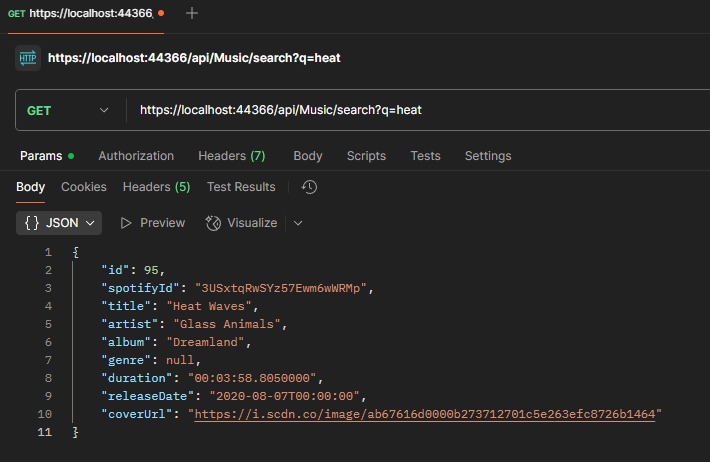 GET https://localhost:44366,
HTTP https://localhost:44366/api/Music/search?q=heat
GET https://localhost:44366/api/Music/search?q=heat
Params Authorization Headers (7) Body Scripts Tests Settings
Body Cookies Headers (5) Test Results
{ } JSON Preview Visualize
1 {
2 "id": 95,
3 "spotifyId": "3USxtqRwSYz57Ewm6wWRMp",
4 "title": "Heat Waves",
5 "artist": "Glass Animals",
6 "album": "Dreamland",
7 "genre": null,
8 "duration": "00:03:58.8050000",
9 "releaseDate": "2020-08-07T00:00:00",
10 "coverUrl": "https://i.scdn.co/image/ab67616d0000b273712701c5e263efc8726b1464"
11 }